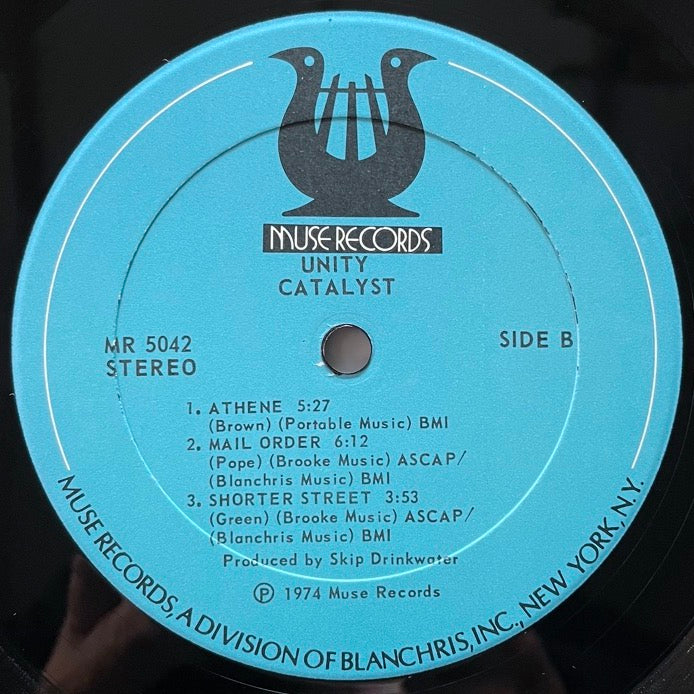 MUSE RECORDS
UNITY
CATALYST
MR 5042
STEREO
SIDE B
1. ATHENE 5:27
(Brown) (Portable Music) BMI
2. MAIL ORDER 6:12
(Pope) (Brooke Music) ASCAP/
(Blanchris Music) BMI
3. SHORTER STREET 3:53
(Green) (Brooke Music) ASCAP/
(Blanchris Music) BMI
Produced by Skip Drinkwater
Ⓟ 1974 Muse Records
MUSE RECORDS, A DIVISION OF BLANCHRIS, INC., NEW YORK, N.Y.